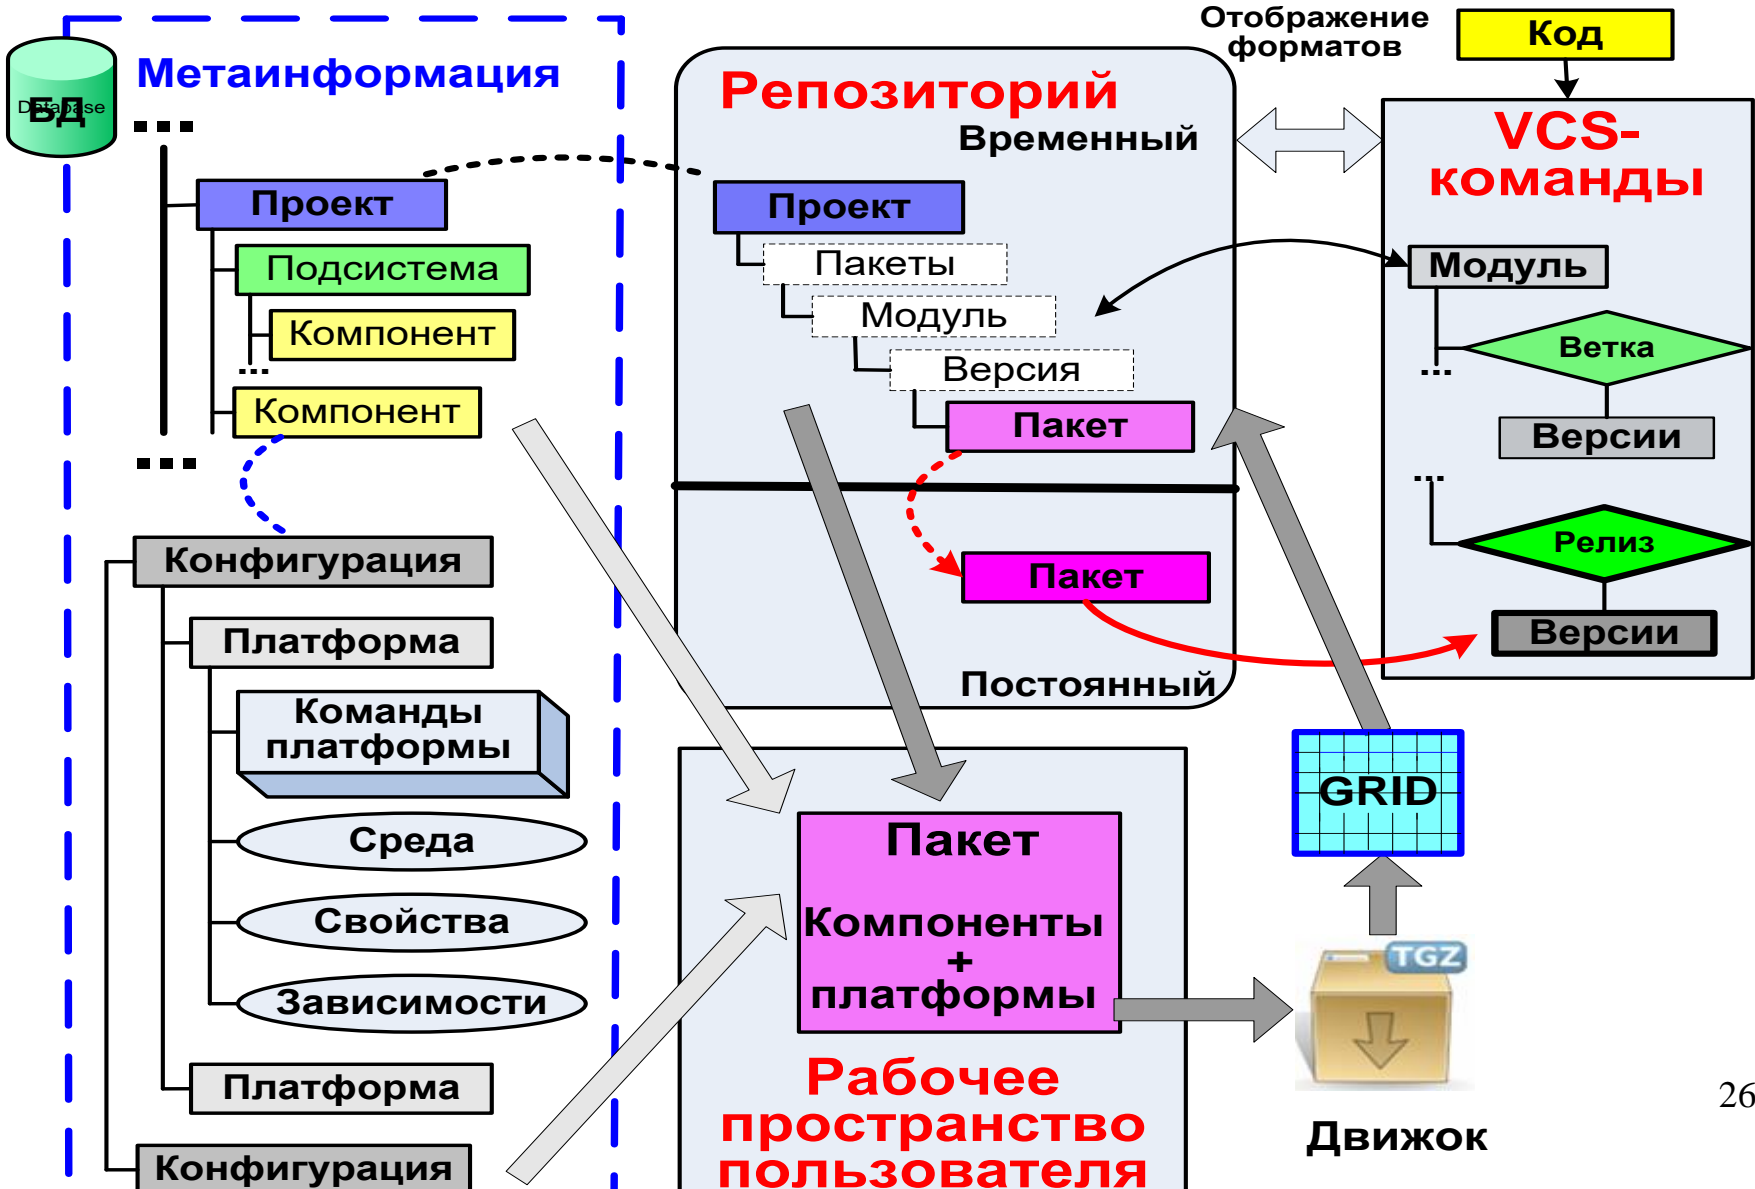 БД
Database
Метаинформация
...
Проект
Подсистема
Компонент
...
Компонент
...
Конфигурация
Платформа
Команды
платформы
Среда
Свойства
Зависимости
Платформа
Конфигурация
Репозиторий
Временный
Проект
Пакеты
Модуль
Версия
Пакет
Пакет
Постоянный
Пакет
Компоненты
+
платформы
Рабочее
пространство
пользователя
Отображение
форматов
Код
VCS-
команды
Модуль
Ветка
...
Версии
...
Релиз
Версии
GRID
TGZ
Движок
26